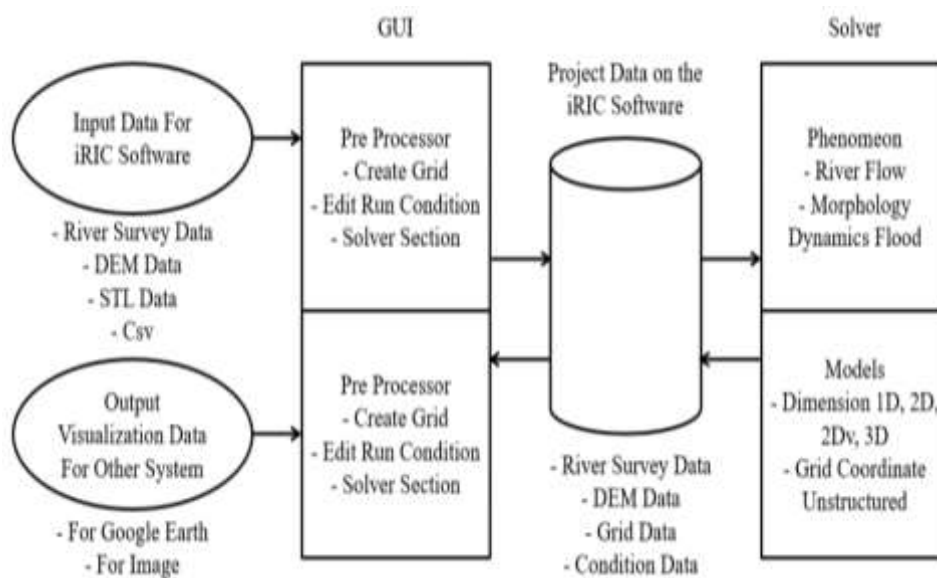 GUI
Solver
Input Data For
iRIC Software
- River Survey Data
- DEM Data
- STL Data
- Csv
Output
Visualization Data
For Other System
- For Google Earth
- For Image
Pre Processor
- Create Grid
- Edit Run Condition
- Solver Section
Pre Processor
- Create Grid
- Edit Run Condition
- Solver Section
Project Data on the
iRIC Software
- River Survey Data
- DEM Data
- Grid Data
- Condition Data
Phenomeon
- River Flow
- Morphology
Dynamics Flood
Models
- Dimension 1D, 2D,
2Dv, 3D
- Grid Coordinate
Unstructured